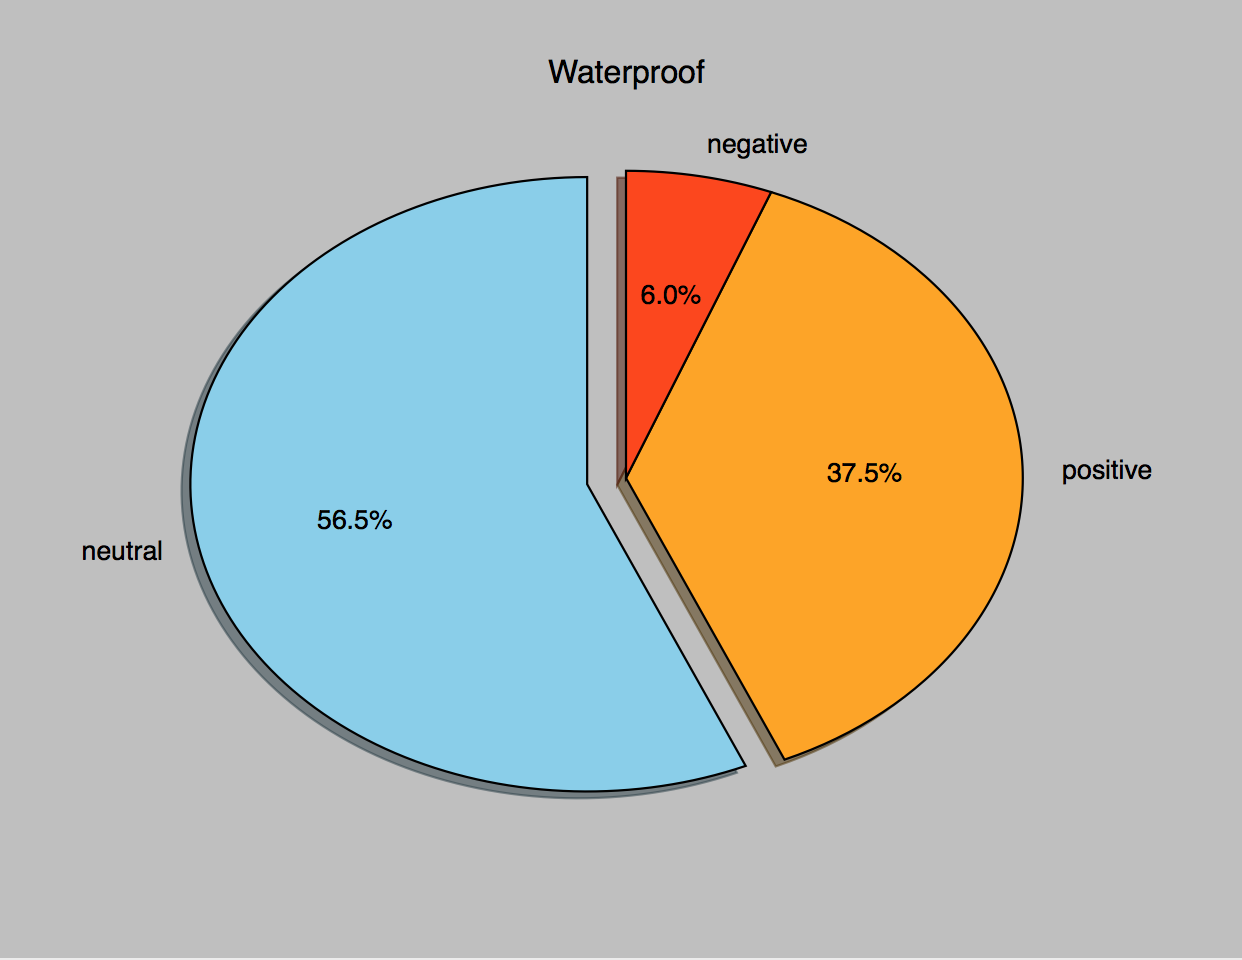 Waterproof
negative
6.0%
37.5%
positive
56.5%
neutral